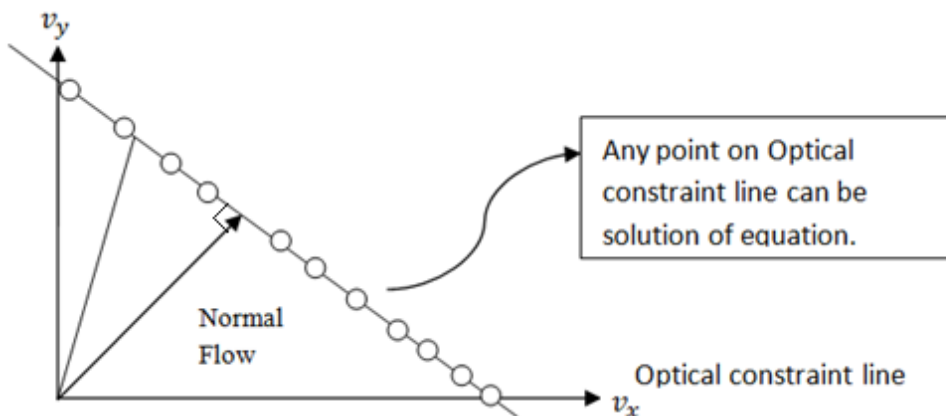 v_y
Any point on Optical
constraint line can be
solution of equation.
Normal
Flow
Optical constraint line
v_x